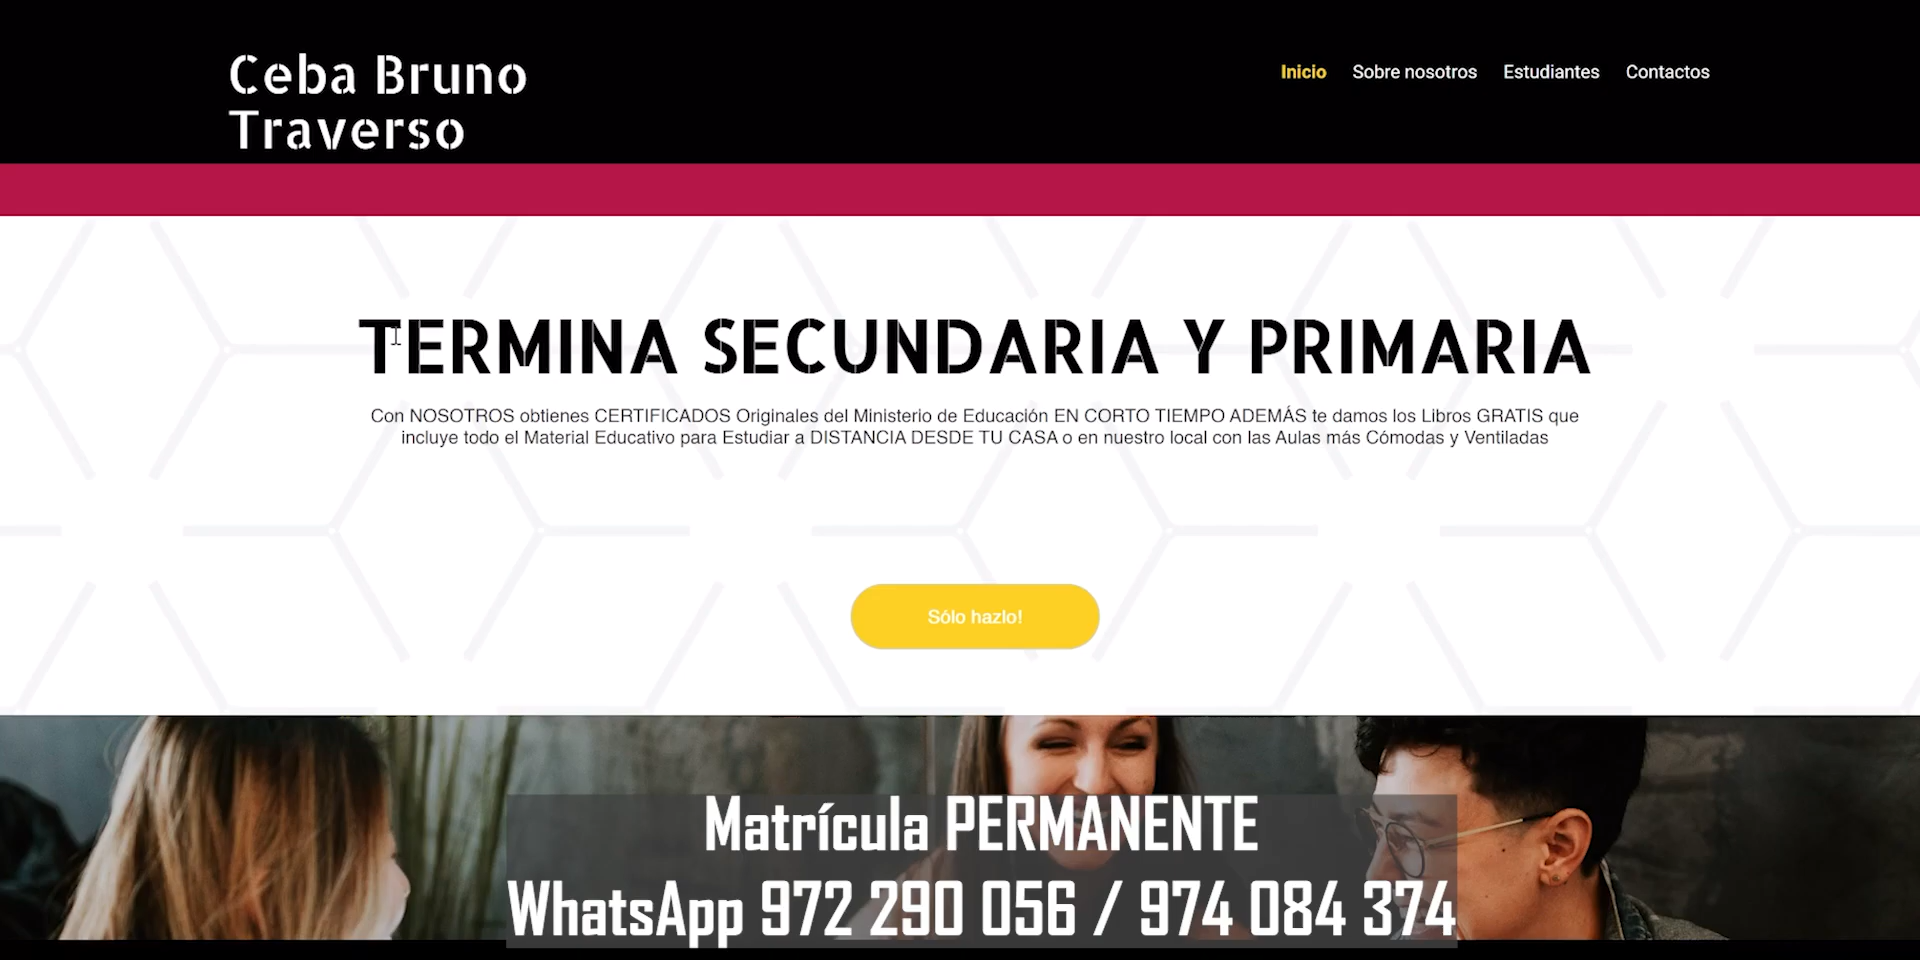 Ceba Bruno
Traverso
Inicio
Sobre nosotros
Estudiantes
Contactos
TERMINA SECUNDARIA Y PRIMARIA
Con NOSOTROS obtienes CERTIFICADOS Originales del Ministerio de Educación EN CORTO TIEMPO ADEMÁS te damos los Libros GRATIS que
incluye todo el Material Educativo para Estudiar a DISTANCIA DESDE TU CASA o en nuestro local con las Aulas más Cómodas y Ventiladas
Sólo hazlo!
Matrícula PERMANENTE
WhatsApp 972 290 056 / 974 084 374